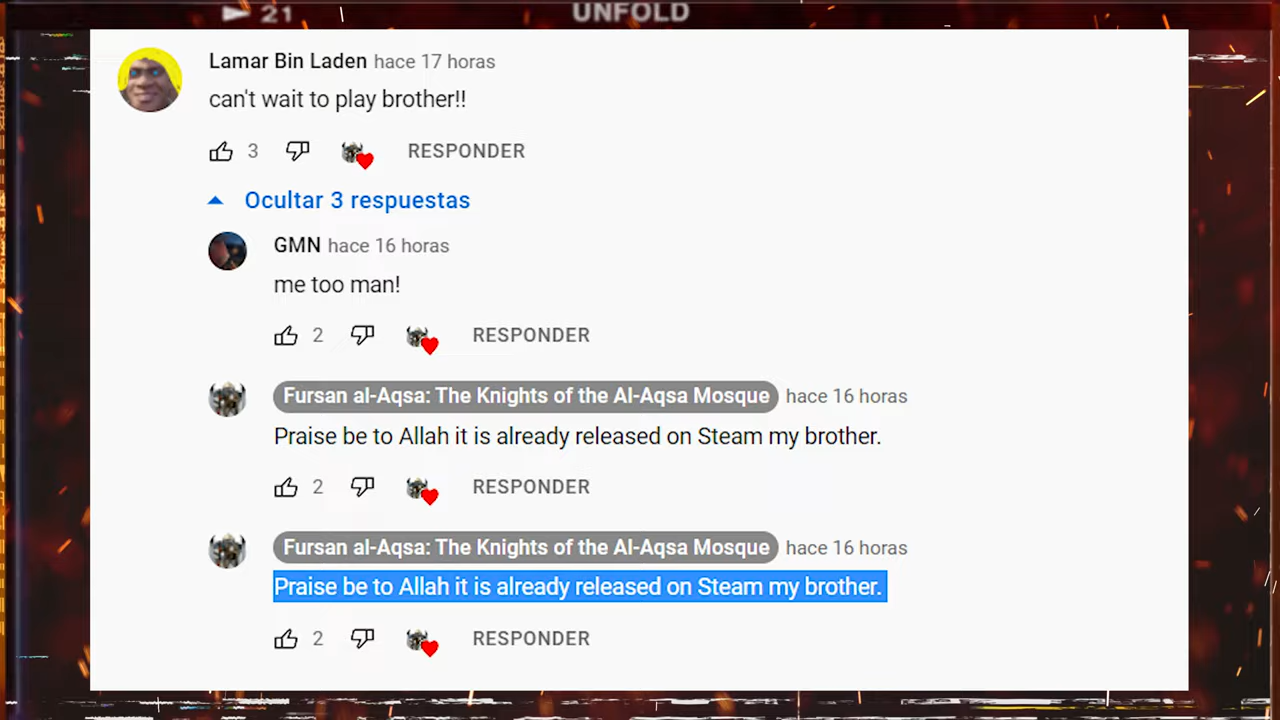 21
UNFOLD
Lamar Bin Laden hace 17 horas
can't wait to play brother!!
3 RESPONDER
Ocultar 3 respuestas
GMN hace 16 horas
me too man!
2 RESPONDER
Fursan al-Aqsa: The Knights of the Al-Aqsa Mosque hace 16 horas
Praise be to Allah it is already released on Steam my brother.
2 RESPONDER
Fursan al-Aqsa: The Knights of the Al-Aqsa Mosque hace 16 horas
Praise be to Allah it is already released on Steam my brother.
2 RESPONDER